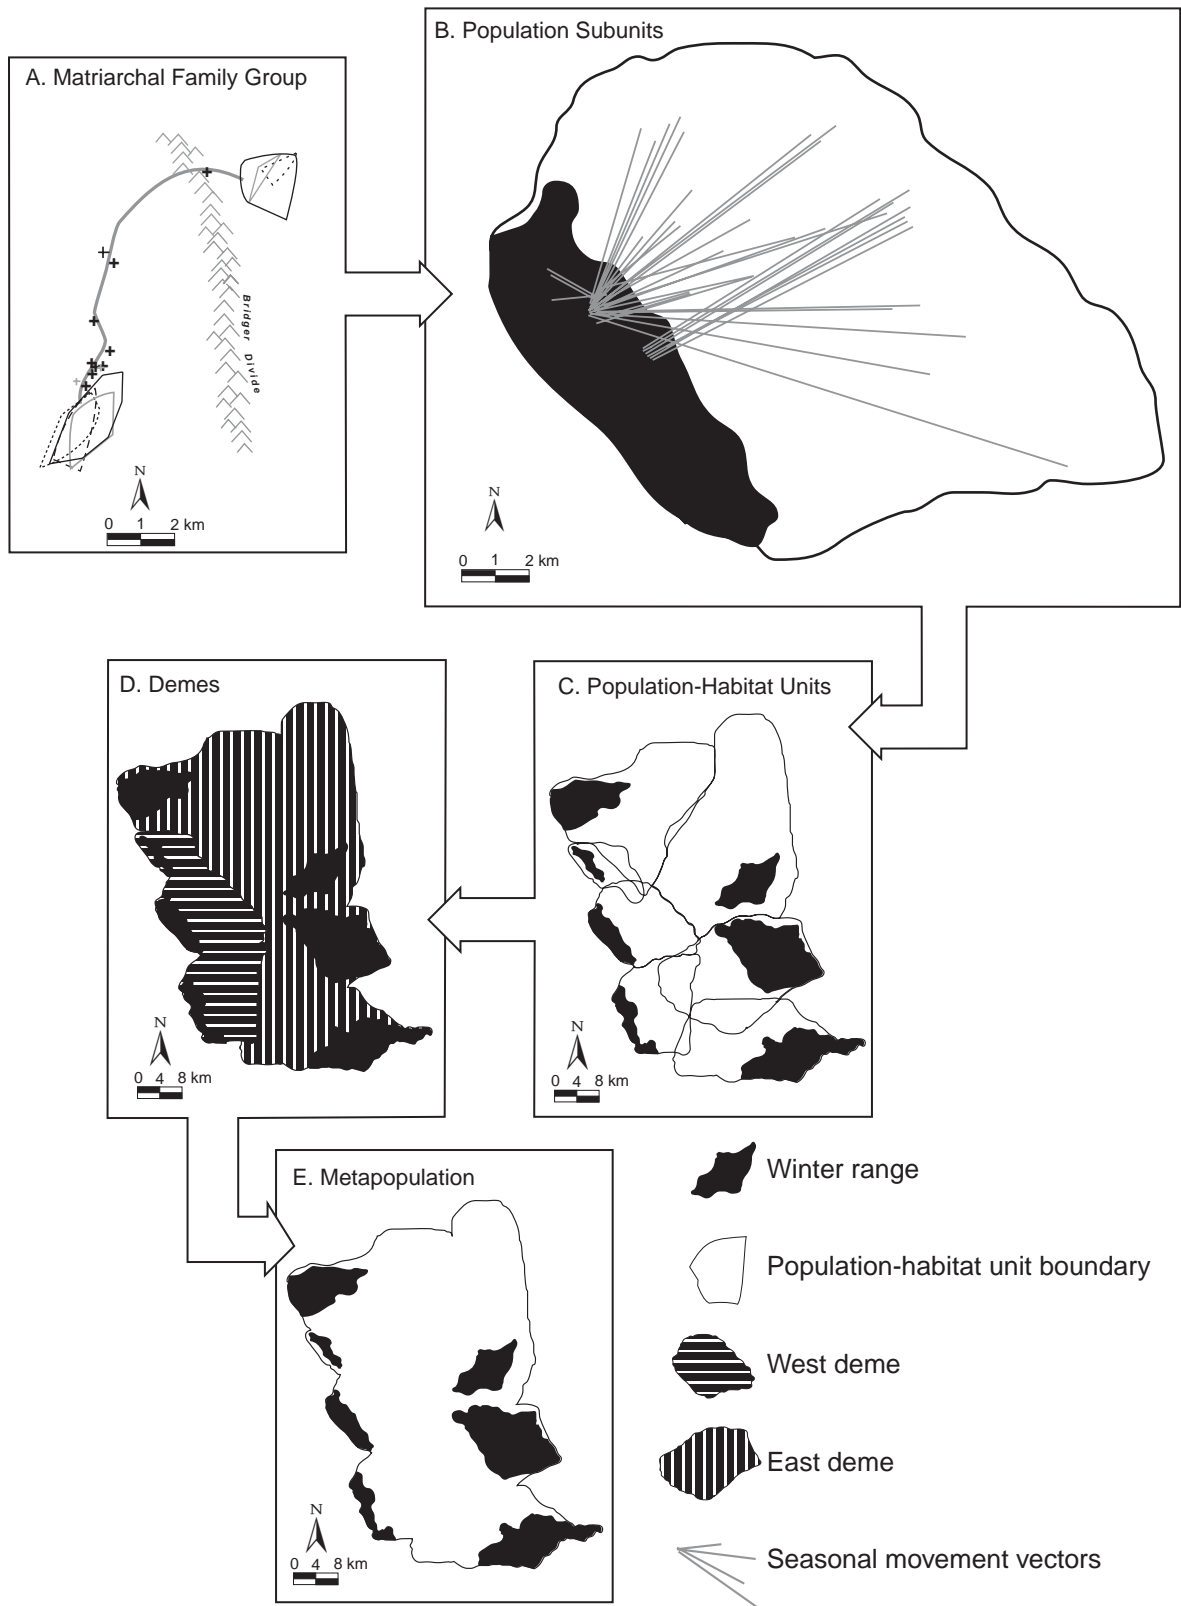 A. Matriarchal Family Group
Bridger Divide
N
0 1 2 km
B. Population Subunits
N
0 1 2 km
C. Population-Habitat Units
N
0 4 8 km
D. Demes
N
0 4 8 km
E. Metapopulation
N
0 4 8 km
Winter range
Population-habitat unit boundary
West deme
East deme
Seasonal movement vectors